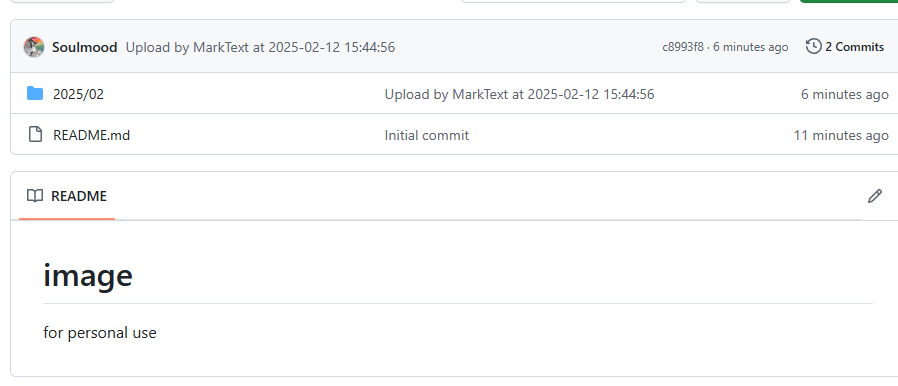 Soulmood Upload by MarkText at 2025-02-12 15:44:56 c8993f8 · 6 minutes ago 2 Commits
2025/02 Upload by MarkText at 2025-02-12 15:44:56 6 minutes ago
README.md Initial commit 11 minutes ago
README
image
for personal use